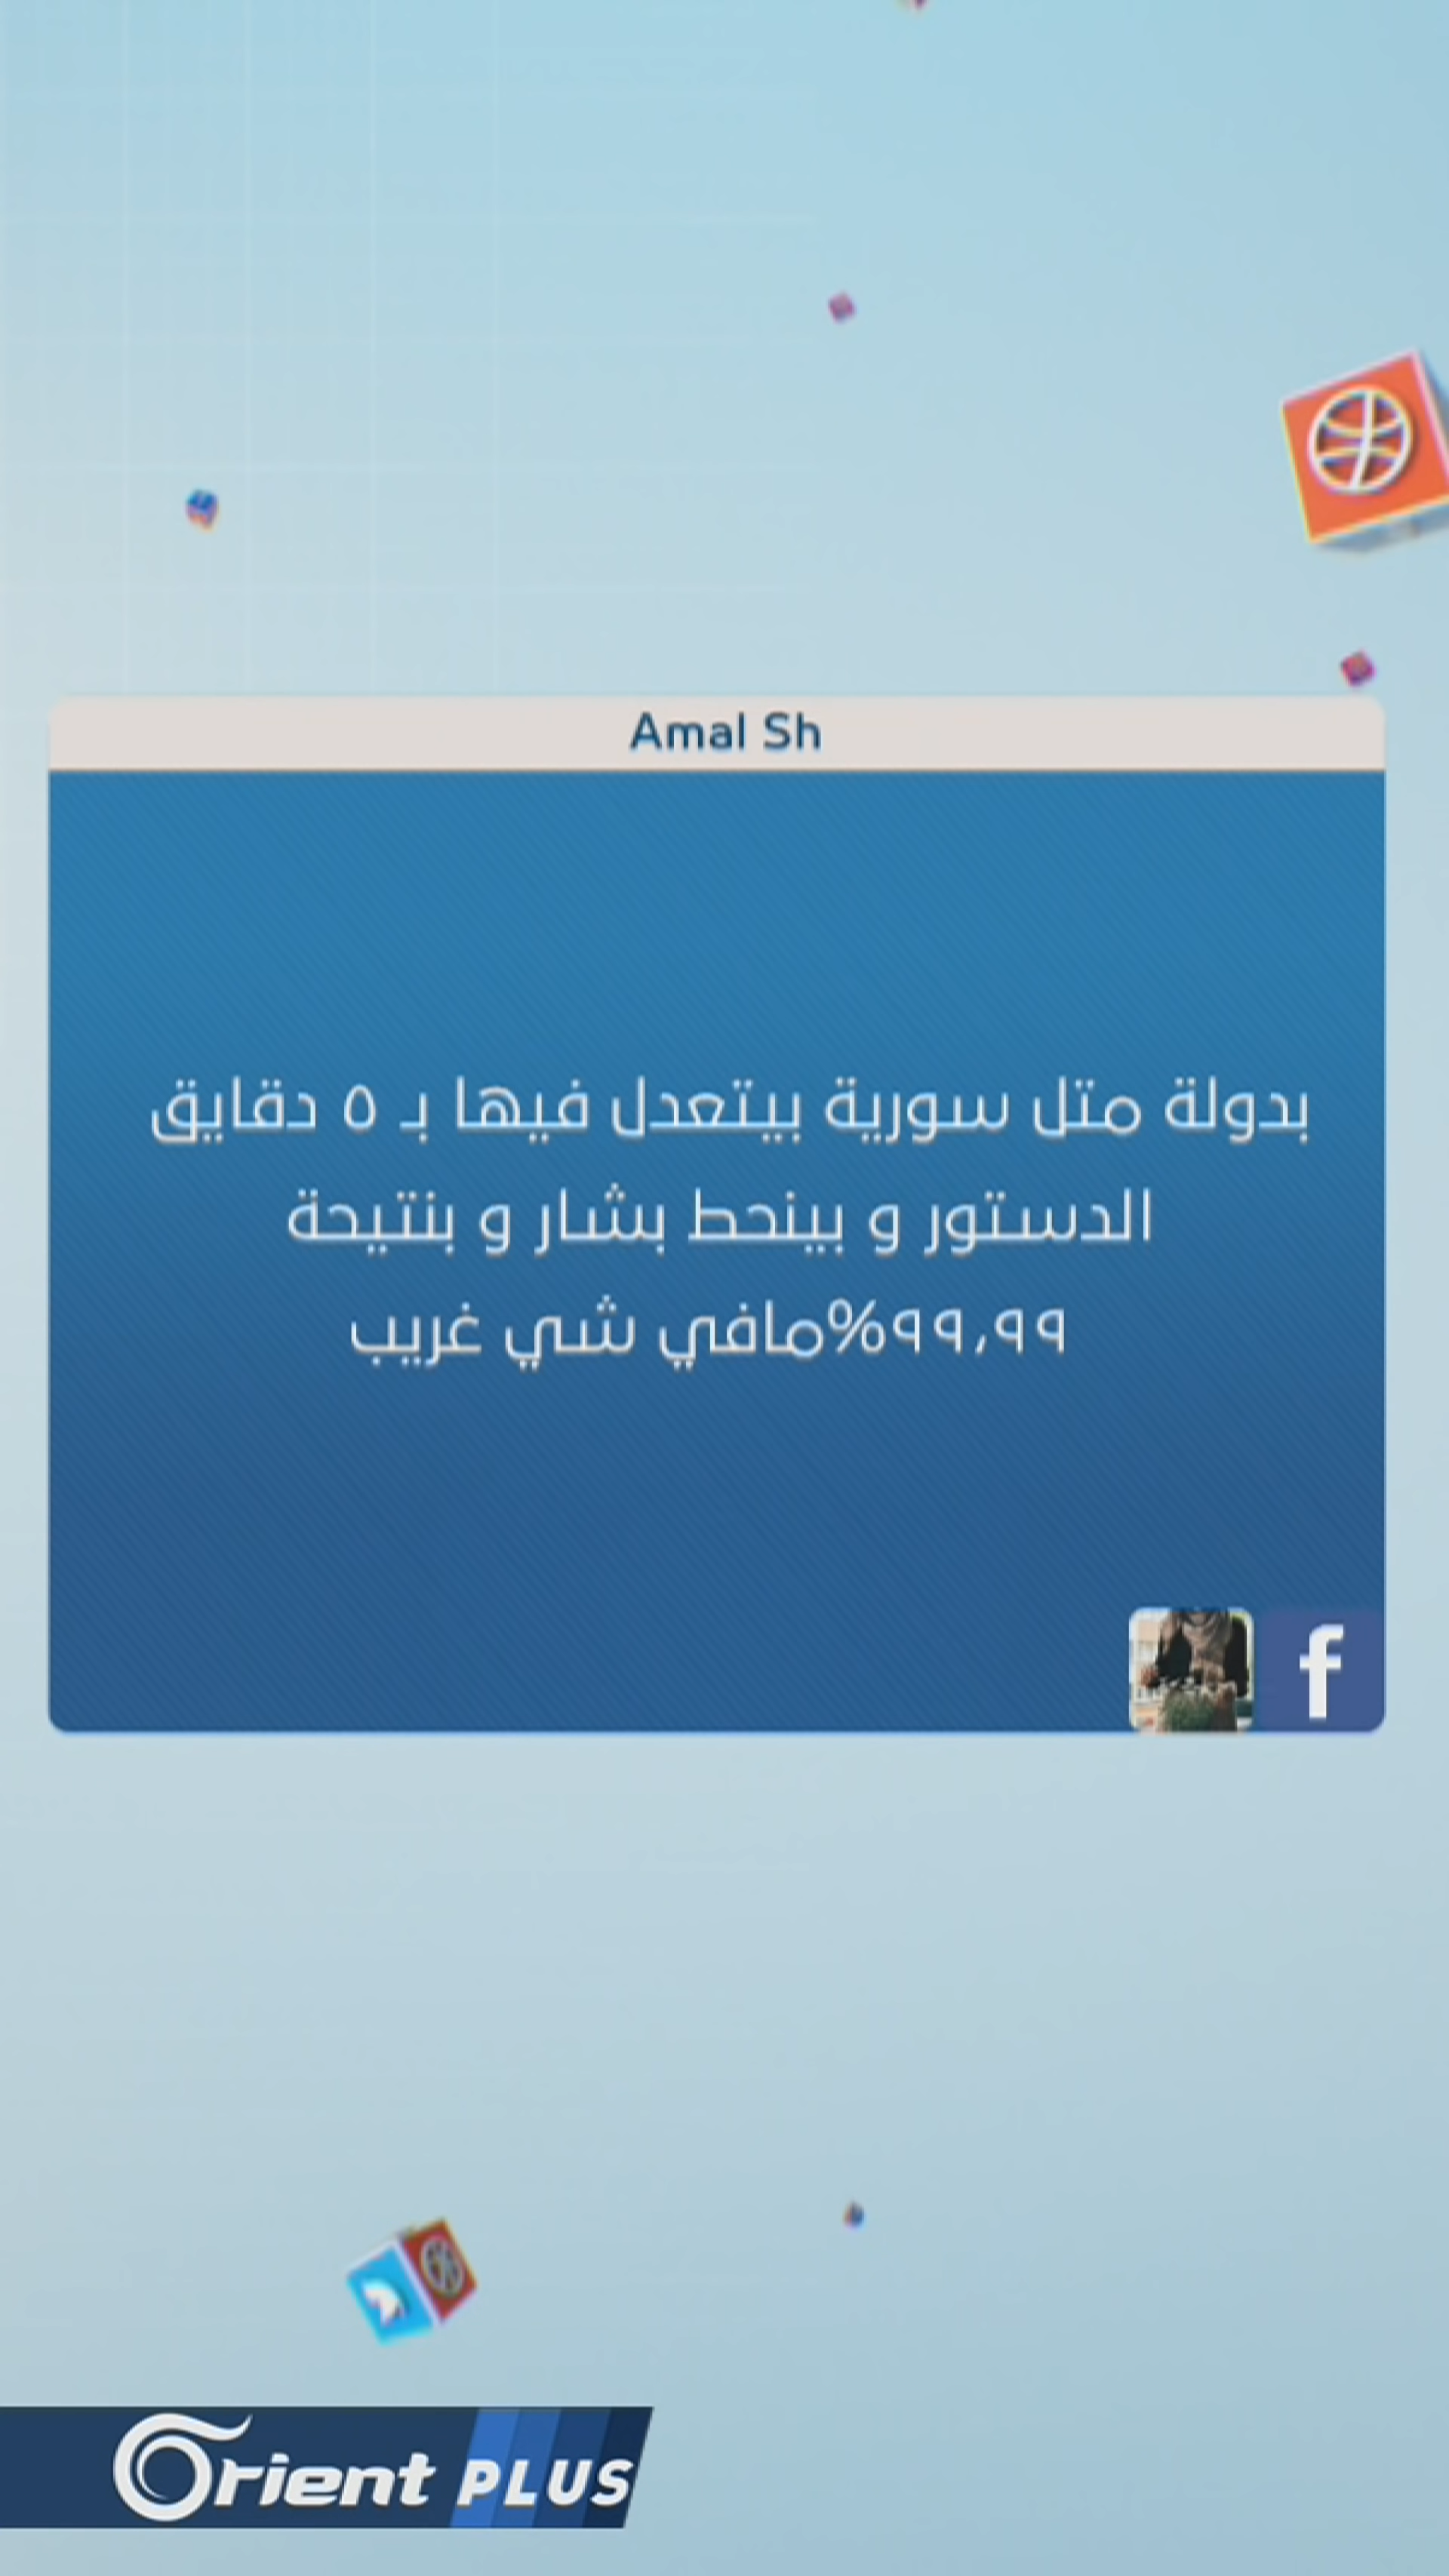 Amal Sh
بدولة متل سورية بيتعدل فيها بـ ٥ دقايق
الدستور و بينحط بشار و بنتيحة
٩٩،٩٩%مافي شي غريب
f
Orient PLUS